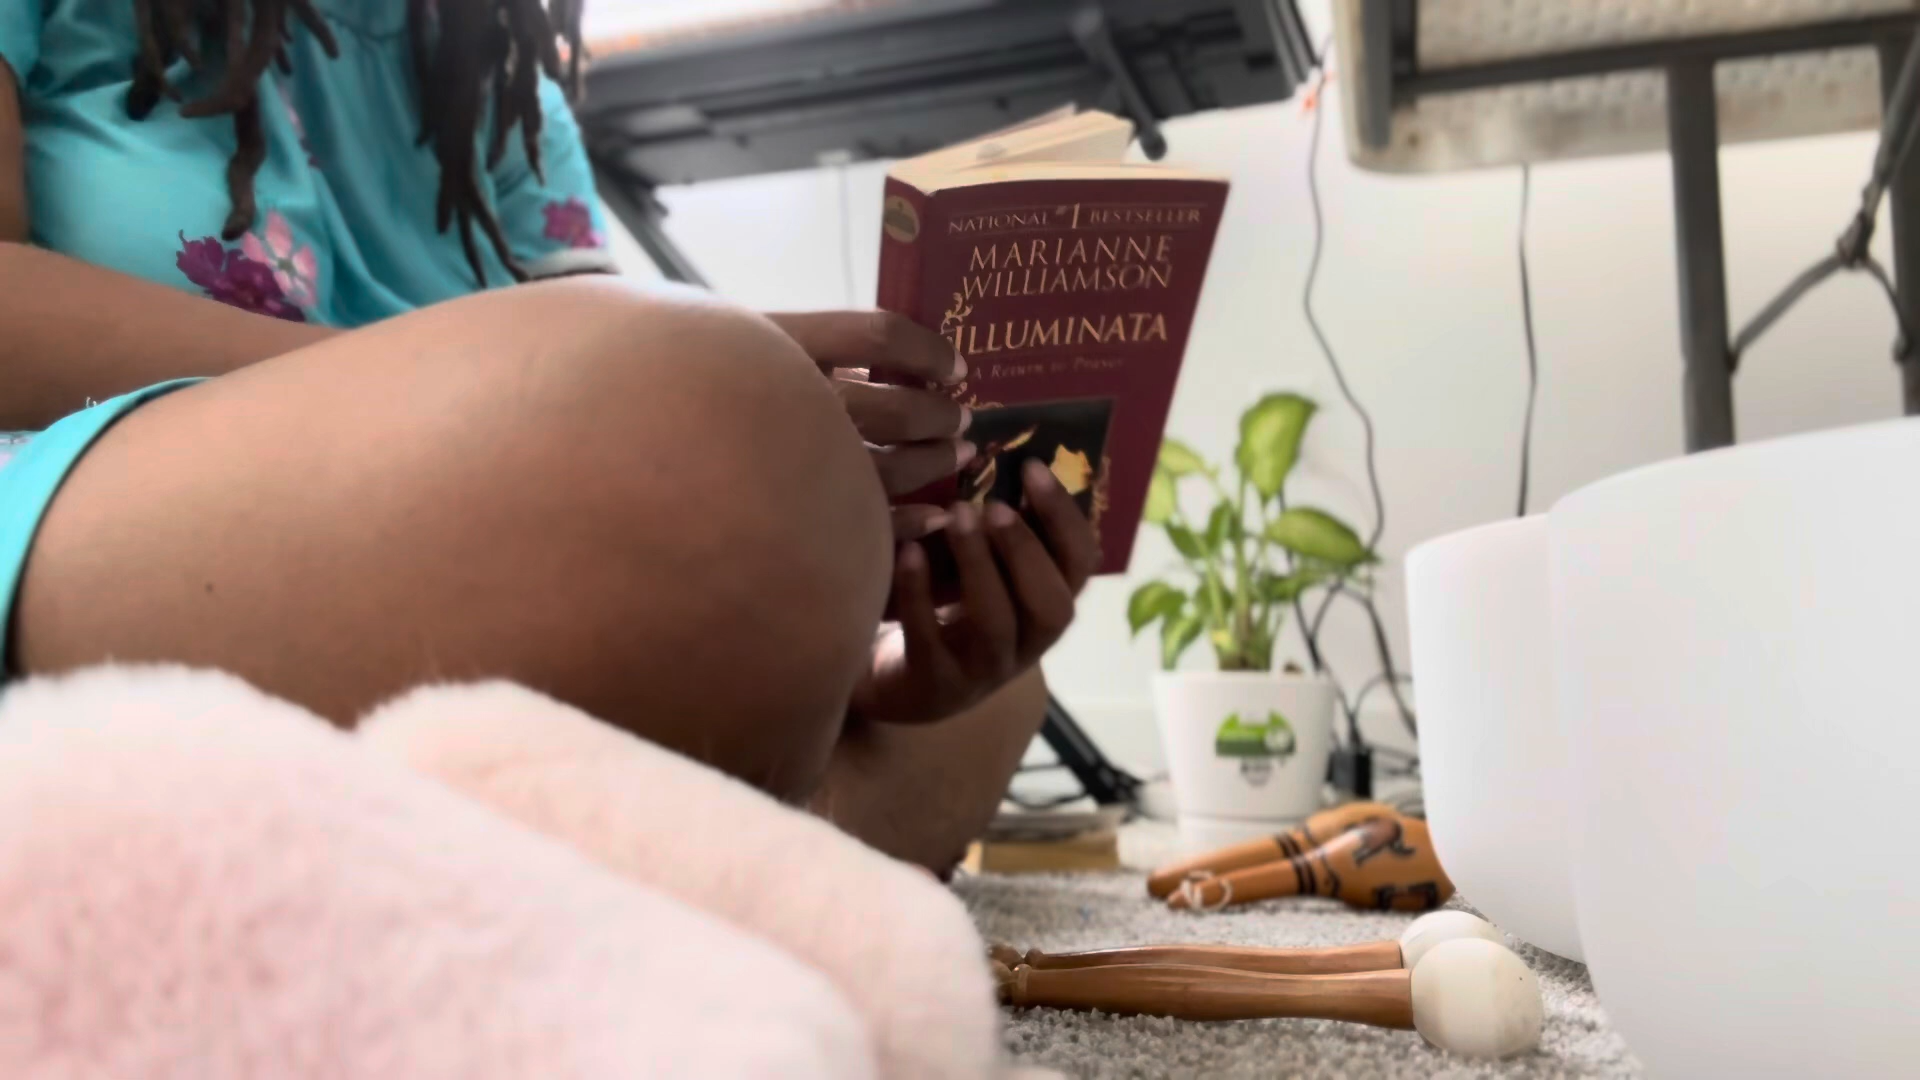 NATIONAL #1 BESTSELLER
MARIANNE
WILLIAMSON
ILLUMINATA
A Return to Prayer